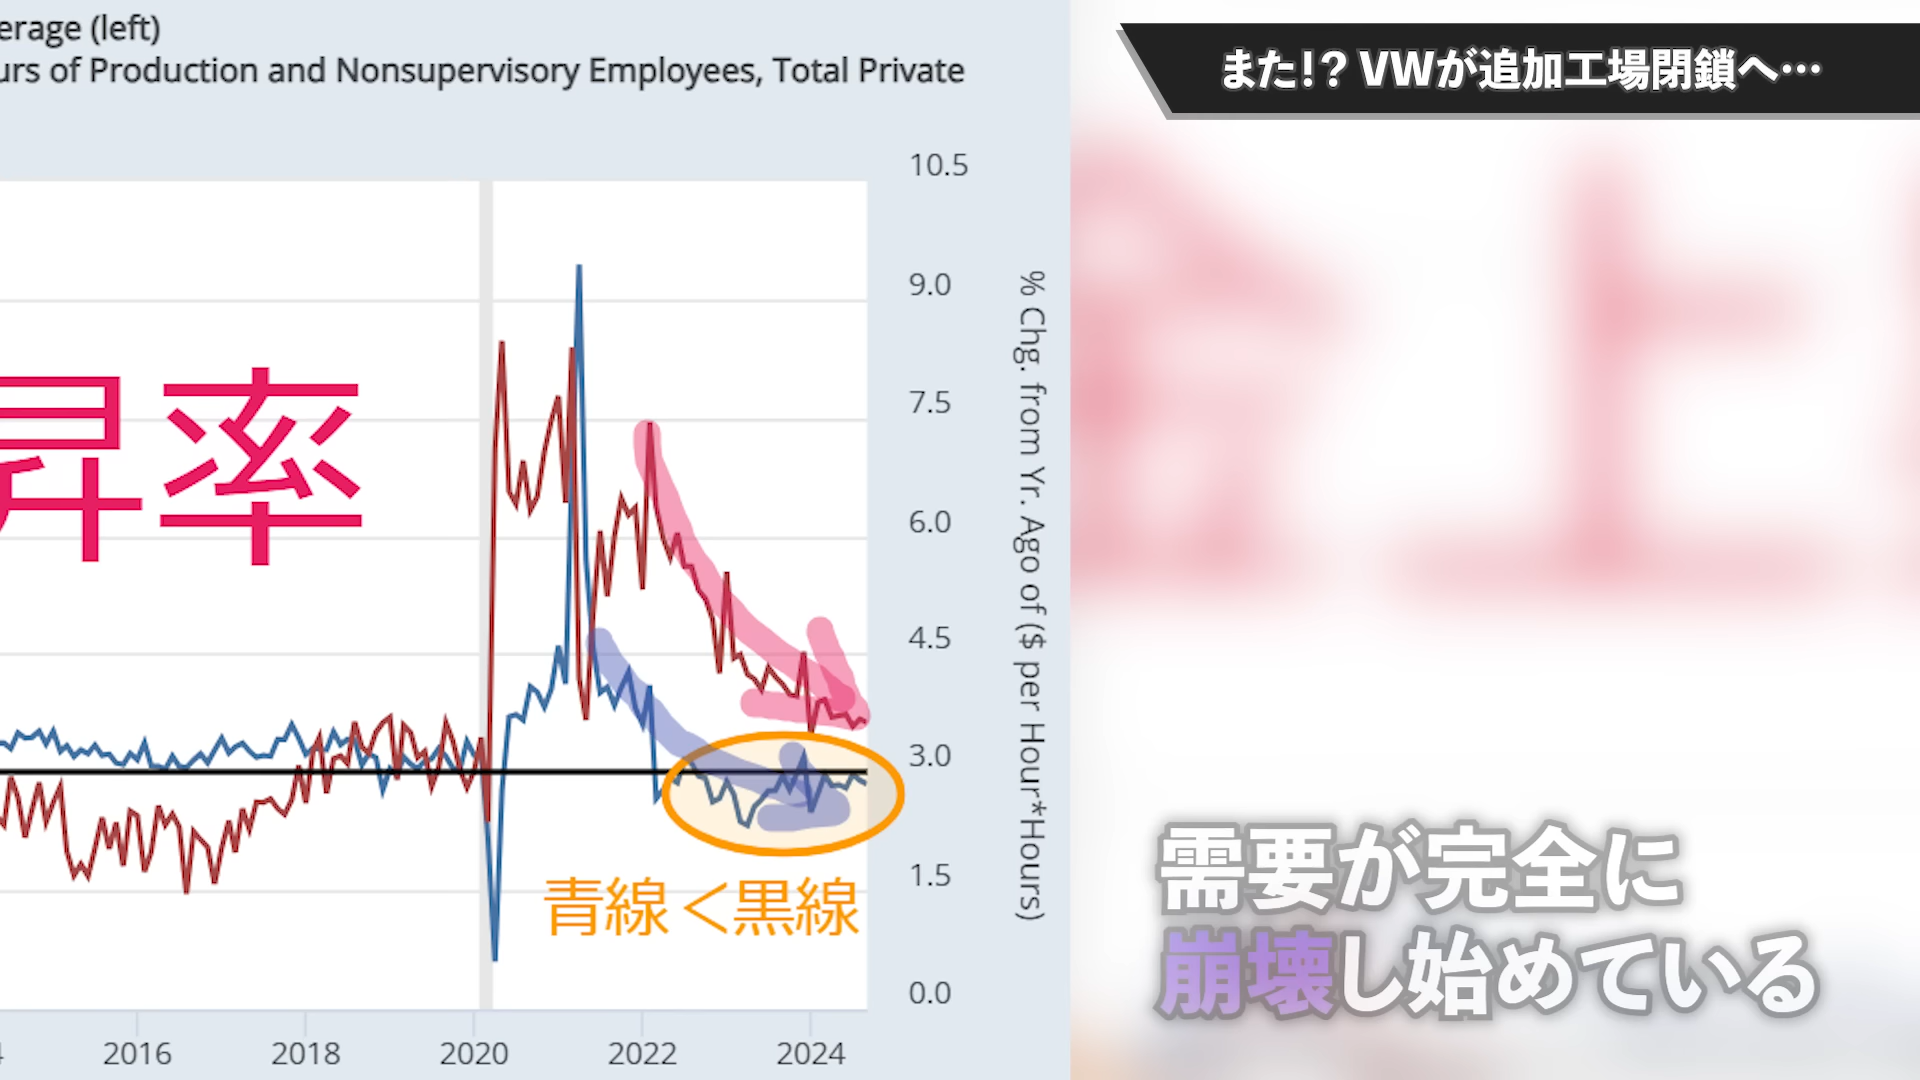 erage (left)
urs of Production and Nonsupervisory Employees, Total Private
また!? VWが追加工場閉鎖へ…
10.5
9.0
7.5
6.0
4.5
3.0
1.5
0.0
% Chg. from Yr. Ago of ($ per Hour*Hours)
昇率
青線<黒線
2016
2018
2020
2022
2024
需要が完全に
崩壊し始めている